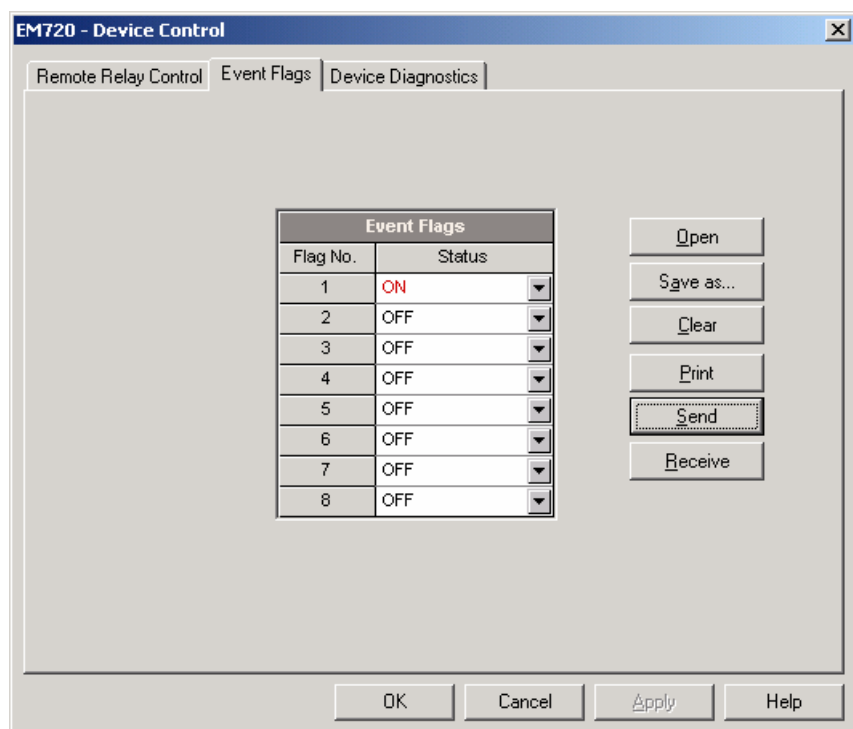 EM720 - Device Control
Remote Relay Control Event Flags Device Diagnostics
Event Flags
Flag No. Status
1 ON
2 OFF
3 OFF
4 OFF
5 OFF
6 OFF
7 OFF
8 OFF
Open
Save as...
Clear
Print
Send
Receive
OK Cancel Apply Help